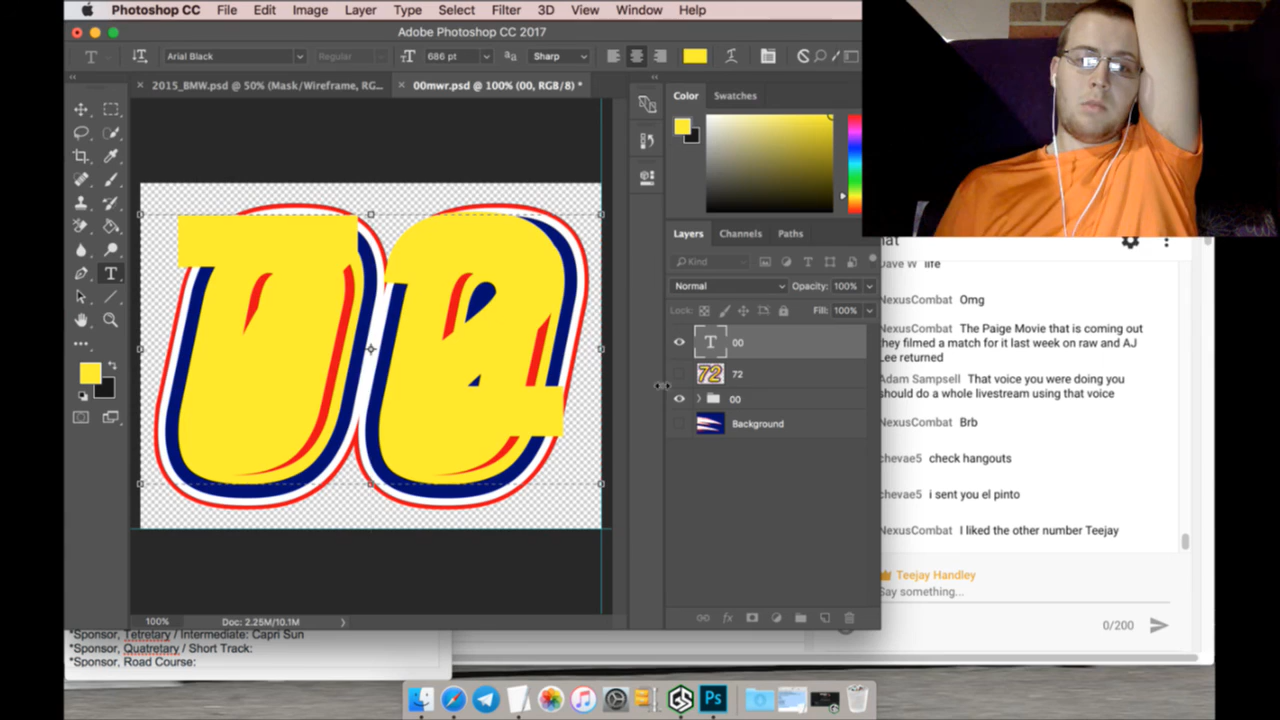 Photoshop CC File Edit Image Layer Type Select Filter 3D View Window Help
Adobe Photoshop CC 2017
Arial Black Regular 686 pt Sharp
2015_BMW.psd @ 50% (Mask/Wireframe, RG...
00mwr.psd @ 100% (00, RGB/8) *
Color Swatches
Layers Channels Paths
Kind
Normal Opacity: 100%
Lock: Fill: 100%
T 00
72 72
00
Background
100% Doc: 2.25M/10.1M
*Sponsor, Tetretary / Intermediate: Capri Sun
*Sponsor, Quatretary / Short Track:
*Sponsor, Road Course:
Dave W life
NexusCombat Omg
NexusCombat The Paige Movie that is coming out
they filmed a match for it last week on raw and AJ
Lee returned
Adam Sampsell That voice you were doing you
should do a whole livestream using that voice
NexusCombat Brb
chevae5 check hangouts
chevae5 i sent you el pinto
NexusCombat I liked the other number Teejay
Teejay Handley
Say something...
0/200
GS
Ps